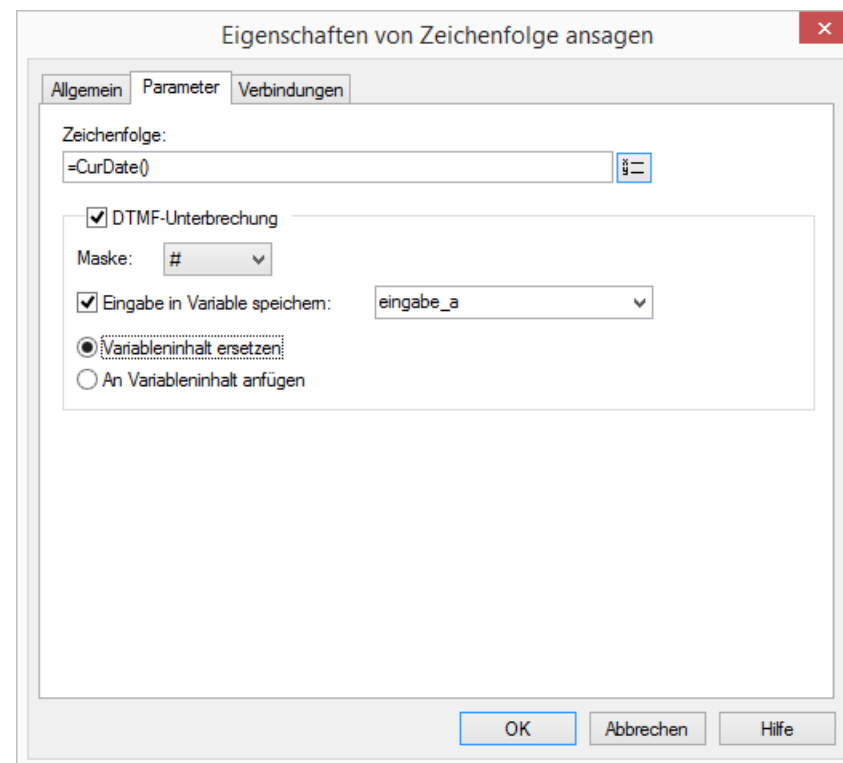 Eigenschaften von Zeichenfolge ansagen
Allgemein Parameter Verbindungen
Zeichenfolge:
=CurDate()
DTMF-Unterbrechung
Maske: #
Eingabe in Variable speichern: eingabe_a
Variableninhalt ersetzen
An Variableninhalt anfügen
OK Abbrechen Hilfe